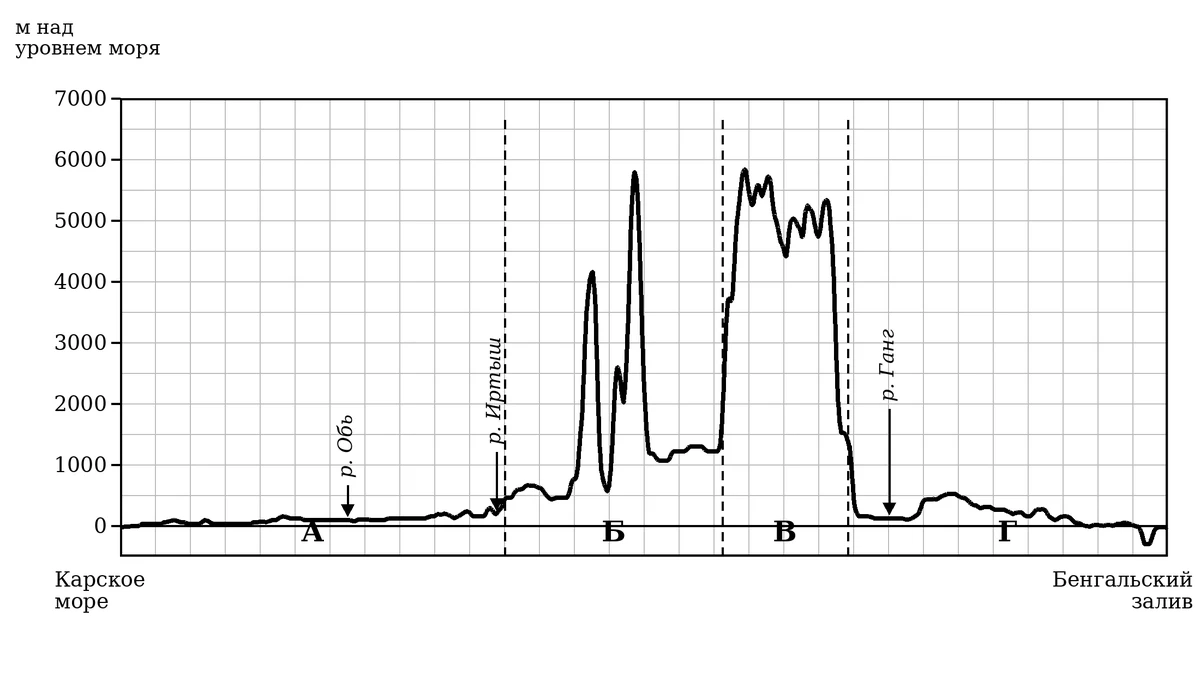 м над
уровнем моря
7000
6000
5000
4000
3000
2000
1000
0
р. Обь
р. Иртыш
р. Ганг
А
Б
В
Г
Карское
море
Бенгальский
залив